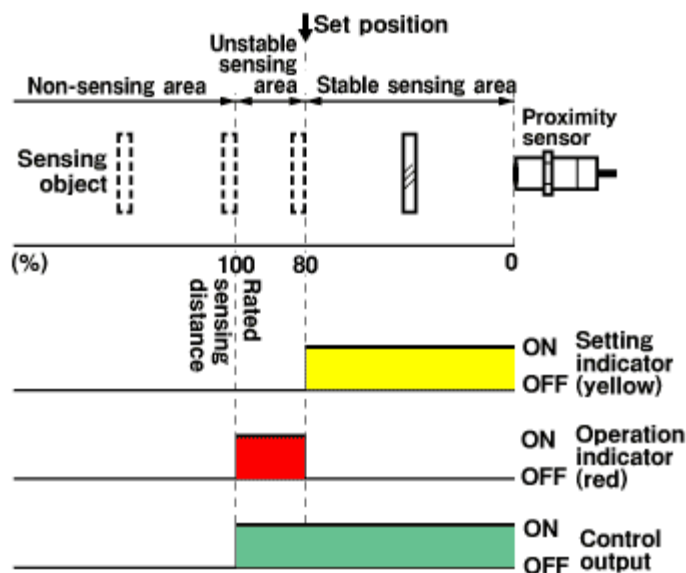 Set position
Unstable
sensing
area
Non-sensing area
Stable sensing area
Proximity
sensor
Sensing
object
(%)
100
80
0
Rated
sensing
distance
ON
OFF
Setting
indicator
(yellow)
ON
OFF
Operation
indicator
(red)
ON
OFF
Control
output